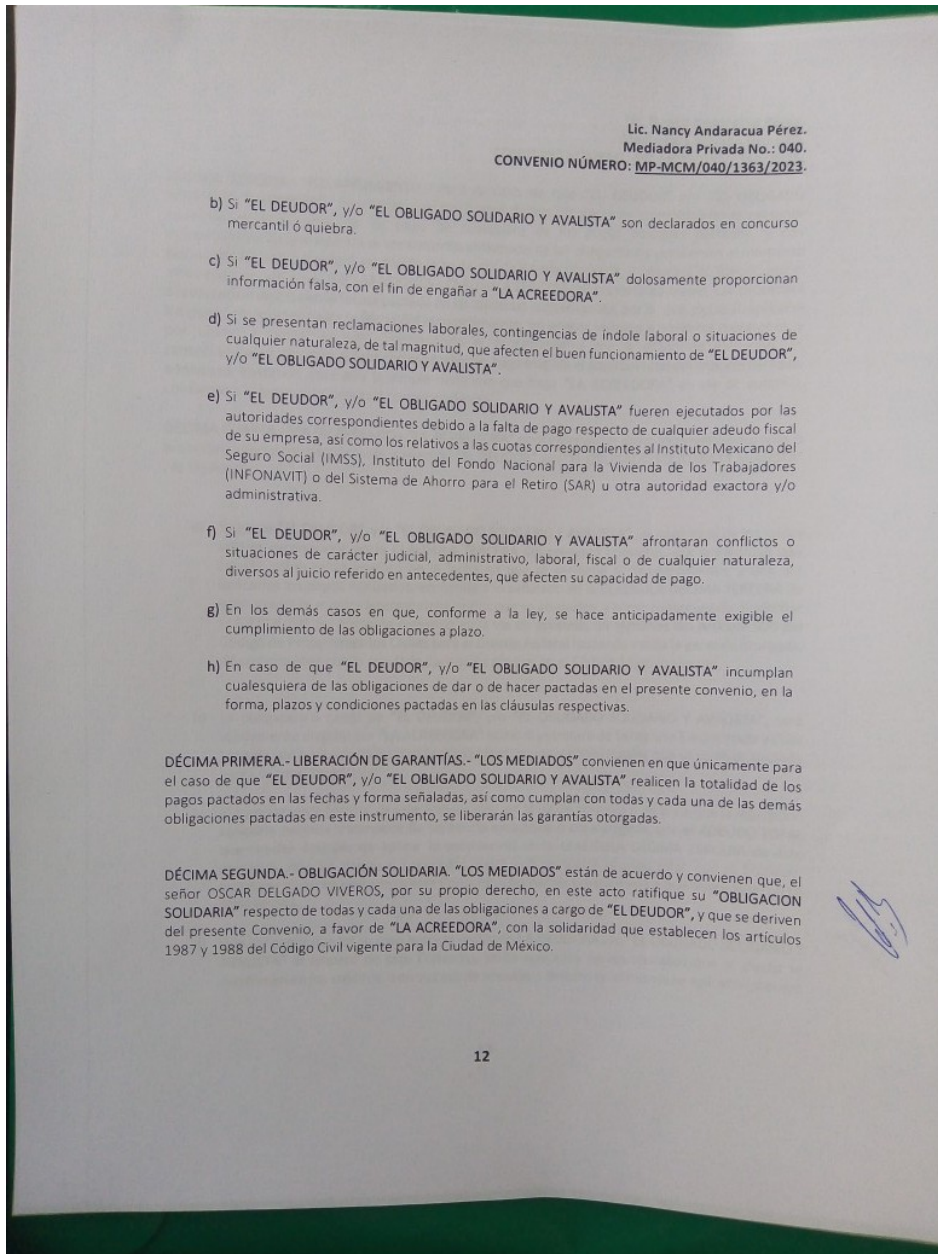 Lic. Nancy Andaracua Pérez.
Mediadora Privada No.: 040.
CONVENIO NÚMERO: MP-MCM/040/1363/2023.
b) Si "EL DEUDOR", y/o "EL OBLIGADO SOLIDARIO Y AVALISTA" son declarados en concurso
mercantil ó quiebra.
c) Si "EL DEUDOR", y/o "EL OBLIGADO SOLIDARIO Y AVALISTA" dolosamente proporcionan
información falsa, con el fin de engañar a "LA ACREEDORA".
d) Si se presentan reclamaciones laborales, contingencias de índole laboral o situaciones de
cualquier naturaleza, de tal magnitud, que afecten el buen funcionamiento de "EL DEUDOR",
y/o "EL OBLIGADO SOLIDARIO Y AVALISTA".
e) Si "EL DEUDOR", y/o "EL OBLIGADO SOLIDARIO Y AVALISTA" fueren ejecutados por las
autoridades correspondientes debido a la falta de pago respecto de cualquier adeudo fiscal
de su empresa, así como los relativos a las cuotas correspondientes al Instituto Mexicano del
Seguro Social (IMSS), Instituto del Fondo Nacional para la Vivienda de los Trabajadores
(INFONAVIT) o del Sistema de Ahorro para el Retiro (SAR) u otra autoridad exactora y/o
administrativa.
f) Si "EL DEUDOR", y/o "EL OBLIGADO SOLIDARIO Y AVALISTA" afrontaran conflictos o
situaciones de carácter judicial, administrativo, laboral, fiscal o de cualquier naturaleza,
diversos al juicio referido en antecedentes, que afecten su capacidad de pago.
g) En los demás casos en que, conforme a la ley, se hace anticipadamente exigible el
cumplimiento de las obligaciones a plazo.
h) En caso de que "EL DEUDOR", y/o "EL OBLIGADO SOLIDARIO Y AVALISTA" incumplan
cualesquiera de las obligaciones de dar o de hacer pactadas en el presente convenio, en la
forma, plazos y condiciones pactadas en las cláusulas respectivas.
DÉCIMA PRIMERA.- LIBERACIÓN DE GARANTÍAS.- "LOS MEDIADOS" convienen en que únicamente para
el caso de que "EL DEUDOR", y/o "EL OBLIGADO SOLIDARIO Y AVALISTA" realicen la totalidad de los
pagos pactados en las fechas y forma señaladas, así como cumplan con todas y cada una de las demás
obligaciones pactadas en este instrumento, se liberarán las garantías otorgadas.
DÉCIMA SEGUNDA.- OBLIGACIÓN SOLIDARIA. "LOS MEDIADOS" están de acuerdo y convienen que, el
señor OSCAR DELGADO VIVEROS, por su propio derecho, en este acto ratifique su "OBLIGACION
SOLIDARIA" respecto de todas y cada una de las obligaciones a cargo de "EL DEUDOR", y que se deriven
del presente Convenio, a favor de "LA ACREEDORA", con la solidaridad que establecen los artículos
1987 y 1988 del Código Civil vigente para la Ciudad de México.
12